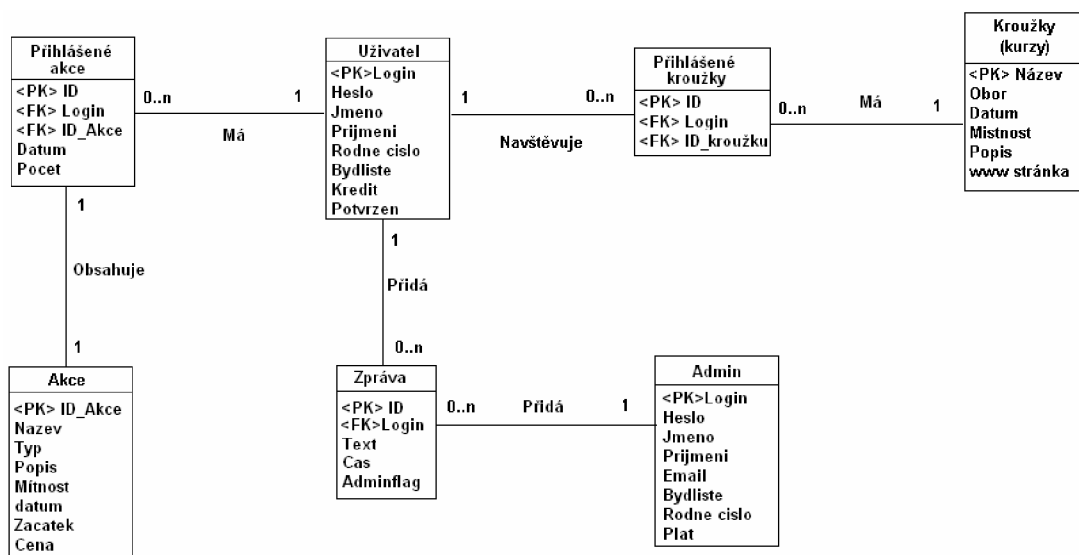 Přihlášené
akce
<PK> ID
<FK> Login
<FK> ID_Akce
Datum
Pocet
0..n
1
Má
Uživatel
<PK>Login
Heslo
Jmeno
Prijmeni
Rodne cislo
Bydliste
Kredit
Potvrzen
1
0..n
Navštěvuje
Přihlášené
kroužky
<PK> ID
<FK> Login
<FK> ID_kroužku
0..n
Má
1
Kroužky
(kurzy)
<PK> Název
Obor
Datum
Mistnost
Popis
www stránka
1
Obsahuje
1
1
Přidá
0..n
Akce
<PK> ID_Akce
Nazev
Typ
Popis
Mítnost
datum
Zacatek
Cena
Zpráva
<PK> ID
<FK>Login
Text
Cas
Adminflag
0..n
Přidá
1
Admin
<PK>Login
Heslo
Jmeno
Prijmeni
Email
Bydliste
Rodne cislo
Plat